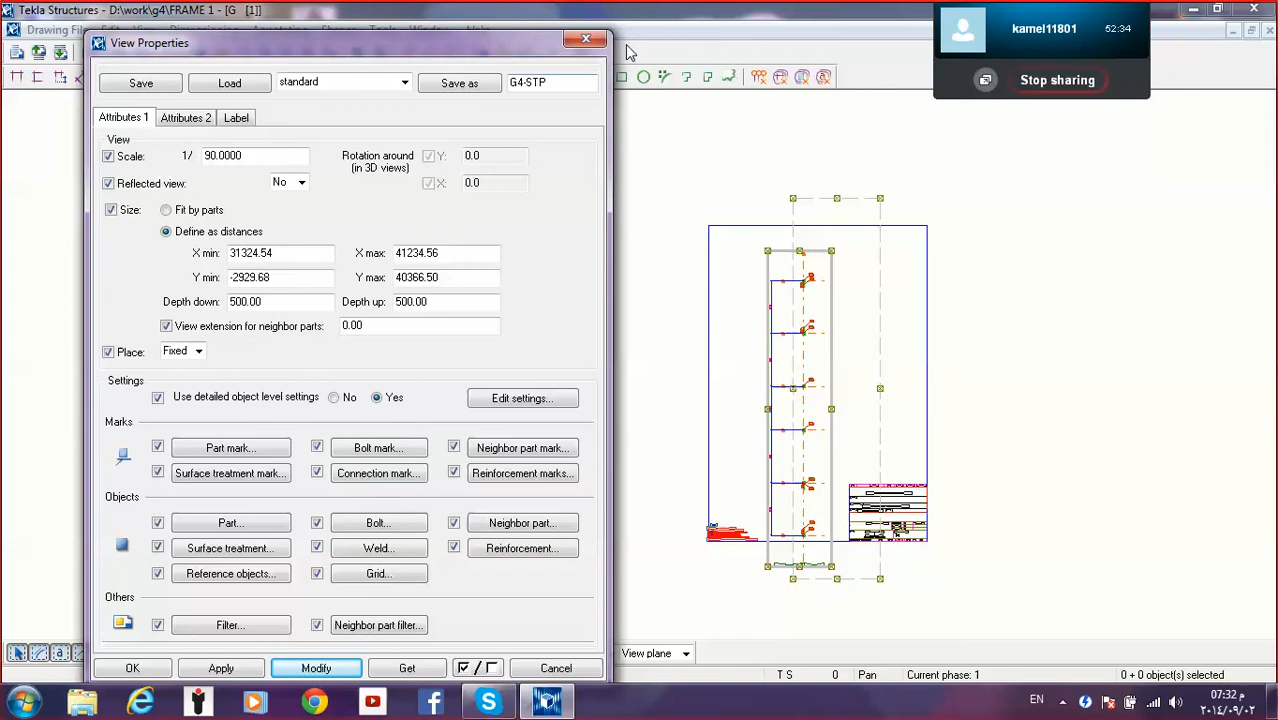 Tekla Structures - D:\work\g4\FRAME 1 - [G   [1]]
kamel11801
52:34
Stop sharing
Drawing File
View Properties
Save
Load
standard
Save as
G4-STP
Attributes 1
Attributes 2
Label
View
Scale:
1/
90.0000
Rotation around
(in 3D views)
Y:
0.0
X:
0.0
Reflected view:
No
Size:
Fit by parts
Define as distances
X min:
31324.54
X max:
41234.56
Y min:
-2929.68
Y max:
40366.50
Depth down:
500.00
Depth up:
500.00
View extension for neighbor parts:
0.00
Place:
Fixed
Settings
Use detailed object level settings
No
Yes
Edit settings...
Marks
Part mark...
Bolt mark...
Neighbor part mark...
Surface treatment mark...
Connection mark...
Reinforcement marks...
Objects
Part...
Bolt...
Neighbor part...
Surface treatment...
Weld...
Reinforcement...
Reference objects...
Grid...
Others
Filter...
Neighbor part filter...
OK
Apply
Modify
Get
Cancel
View plane
T S
0
Pan
Current phase: 1
0 + 0 object(s) selected
EN
07:32 م
٢٠١٤/٠٩/٠٢